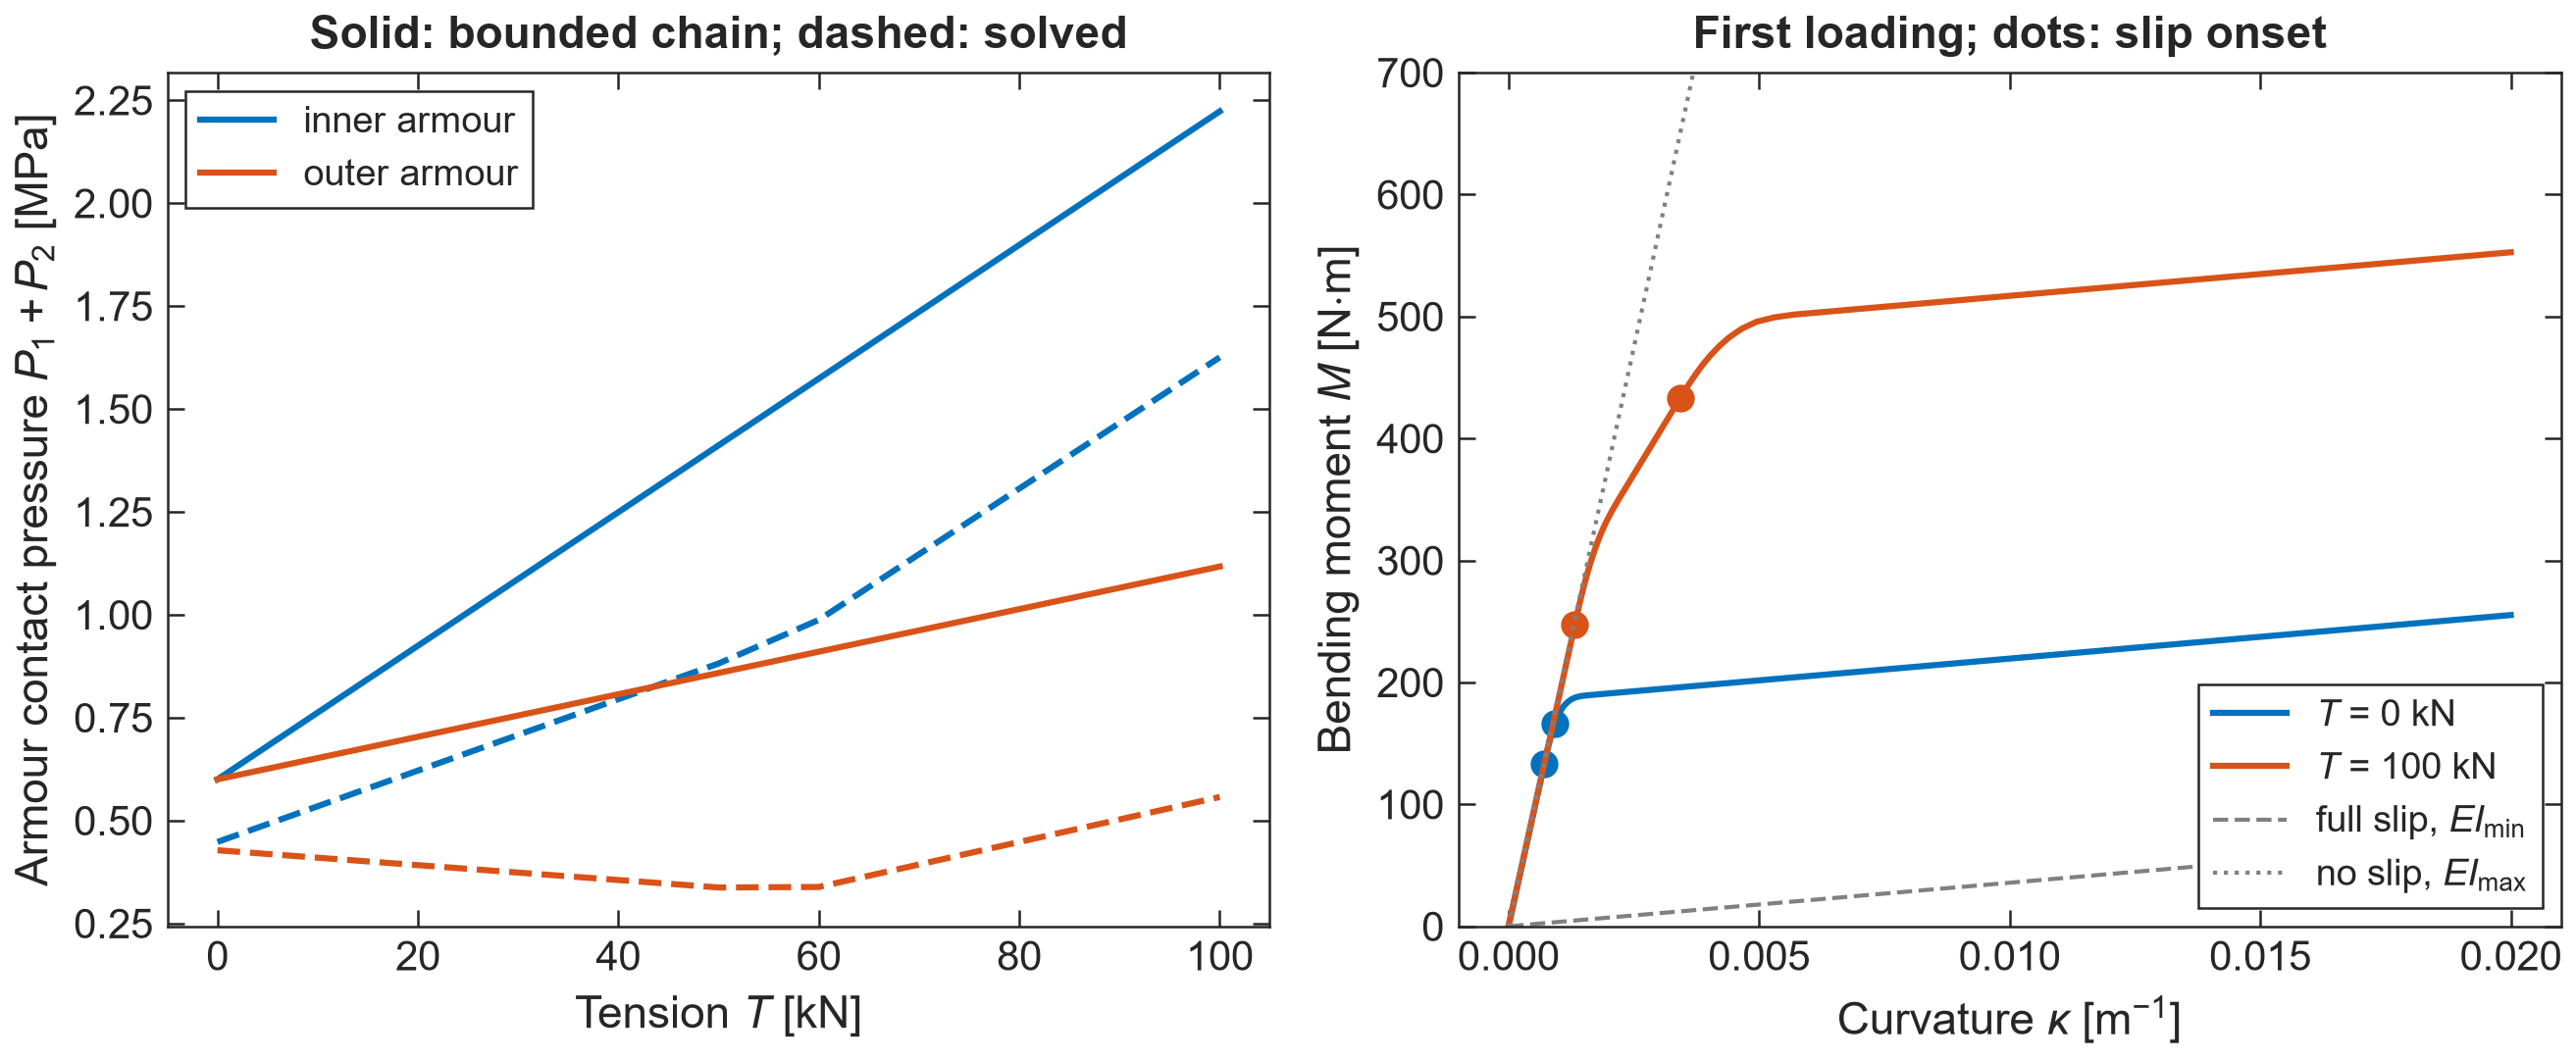 Solid: bounded chain; dashed: solved
Armour contact pressure P₁ + P₂ [MPa]
2.25
2.00
1.75
1.50
1.25
1.00
0.75
0.50
0.25
inner armour
outer armour
0 20 40 60 80 100
Tension T [kN]
First loading; dots: slip onset
Bending moment M [N·m]
700
600
500
400
300
200
100
0
T = 0 kN
T = 100 kN
full slip, EI_min
no slip, EI_max
0.000 0.005 0.010 0.015 0.020
Curvature κ [m⁻¹]